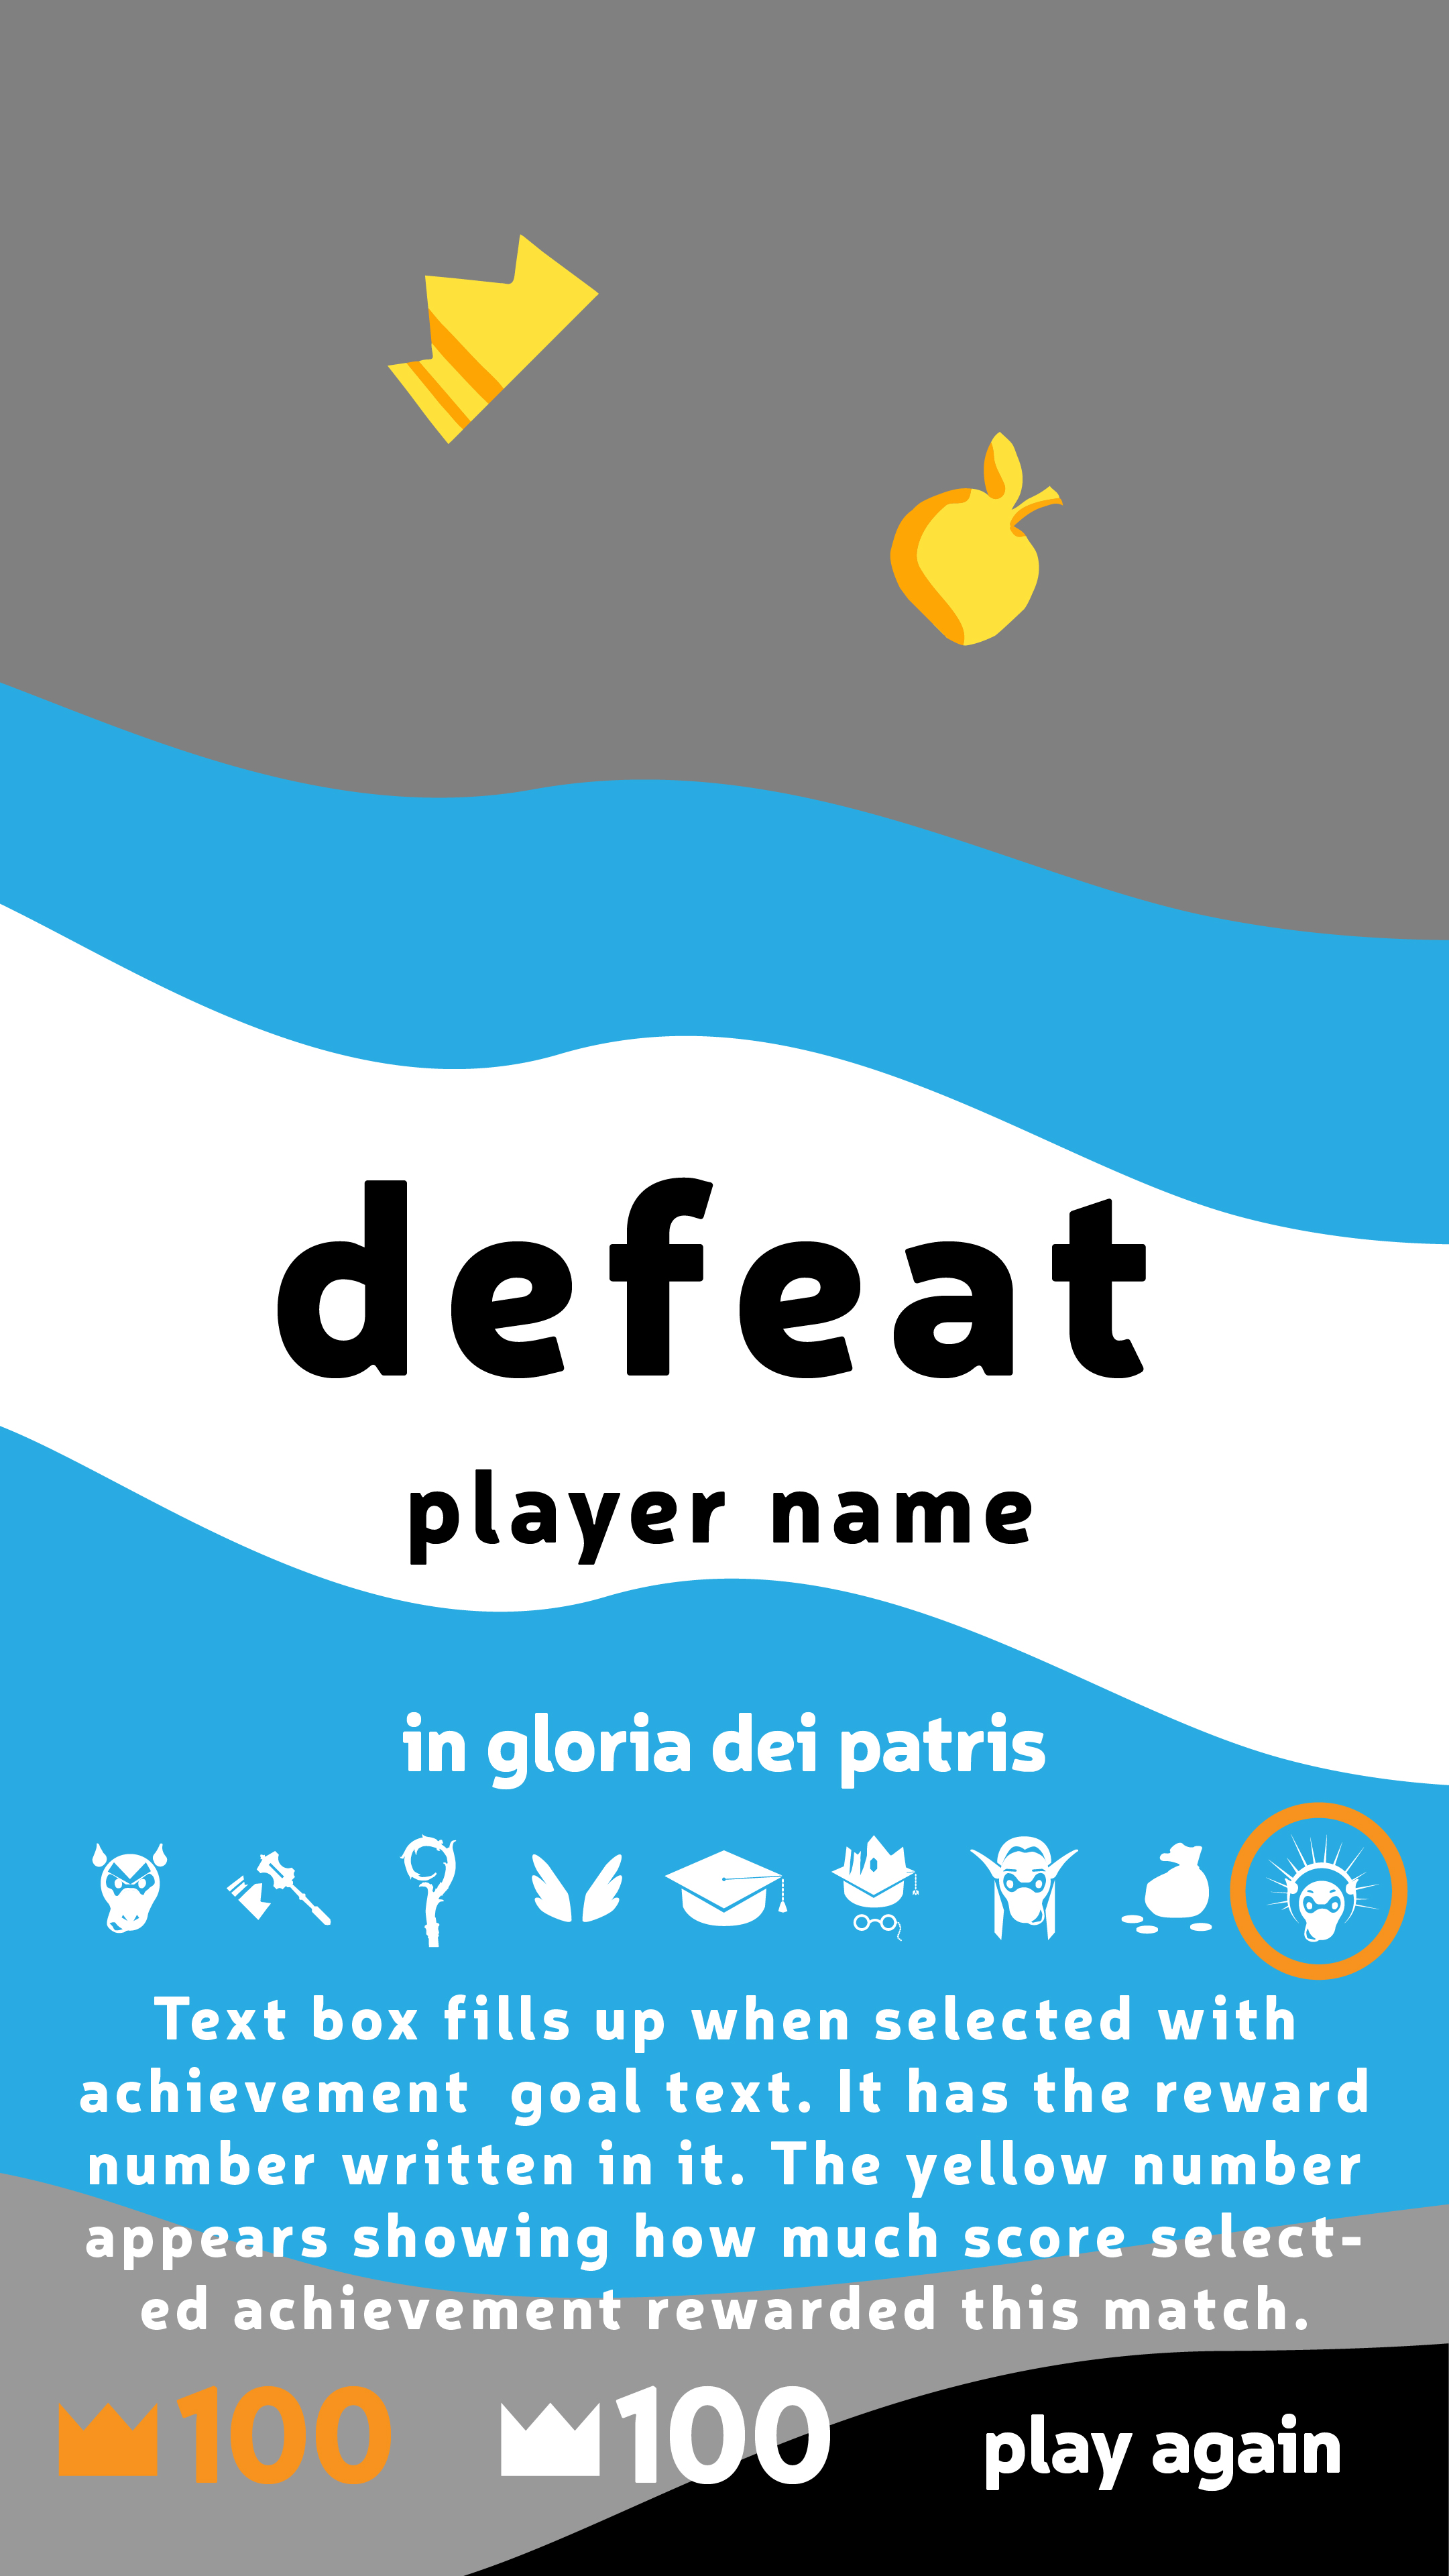 defeat
player name
in gloria dei patris
Text box fills up when selected with
achievement  goal text. It has the reward
number written in it. The yellow number
appears showing how much score select-
ed achievement rewarded this match.
100 100 play again